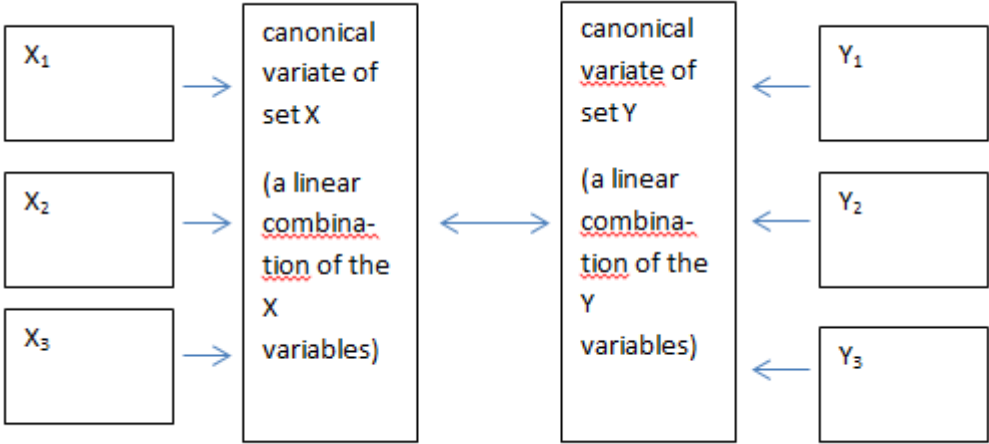 X₁
X₂
X₃
canonical
variate of
set X
(a linear
combina-
tion of the
X
variables)
canonical
variate of
set Y
(a linear
combina-
tion of the
Y
variables)
Y₁
Y₂
Y₃